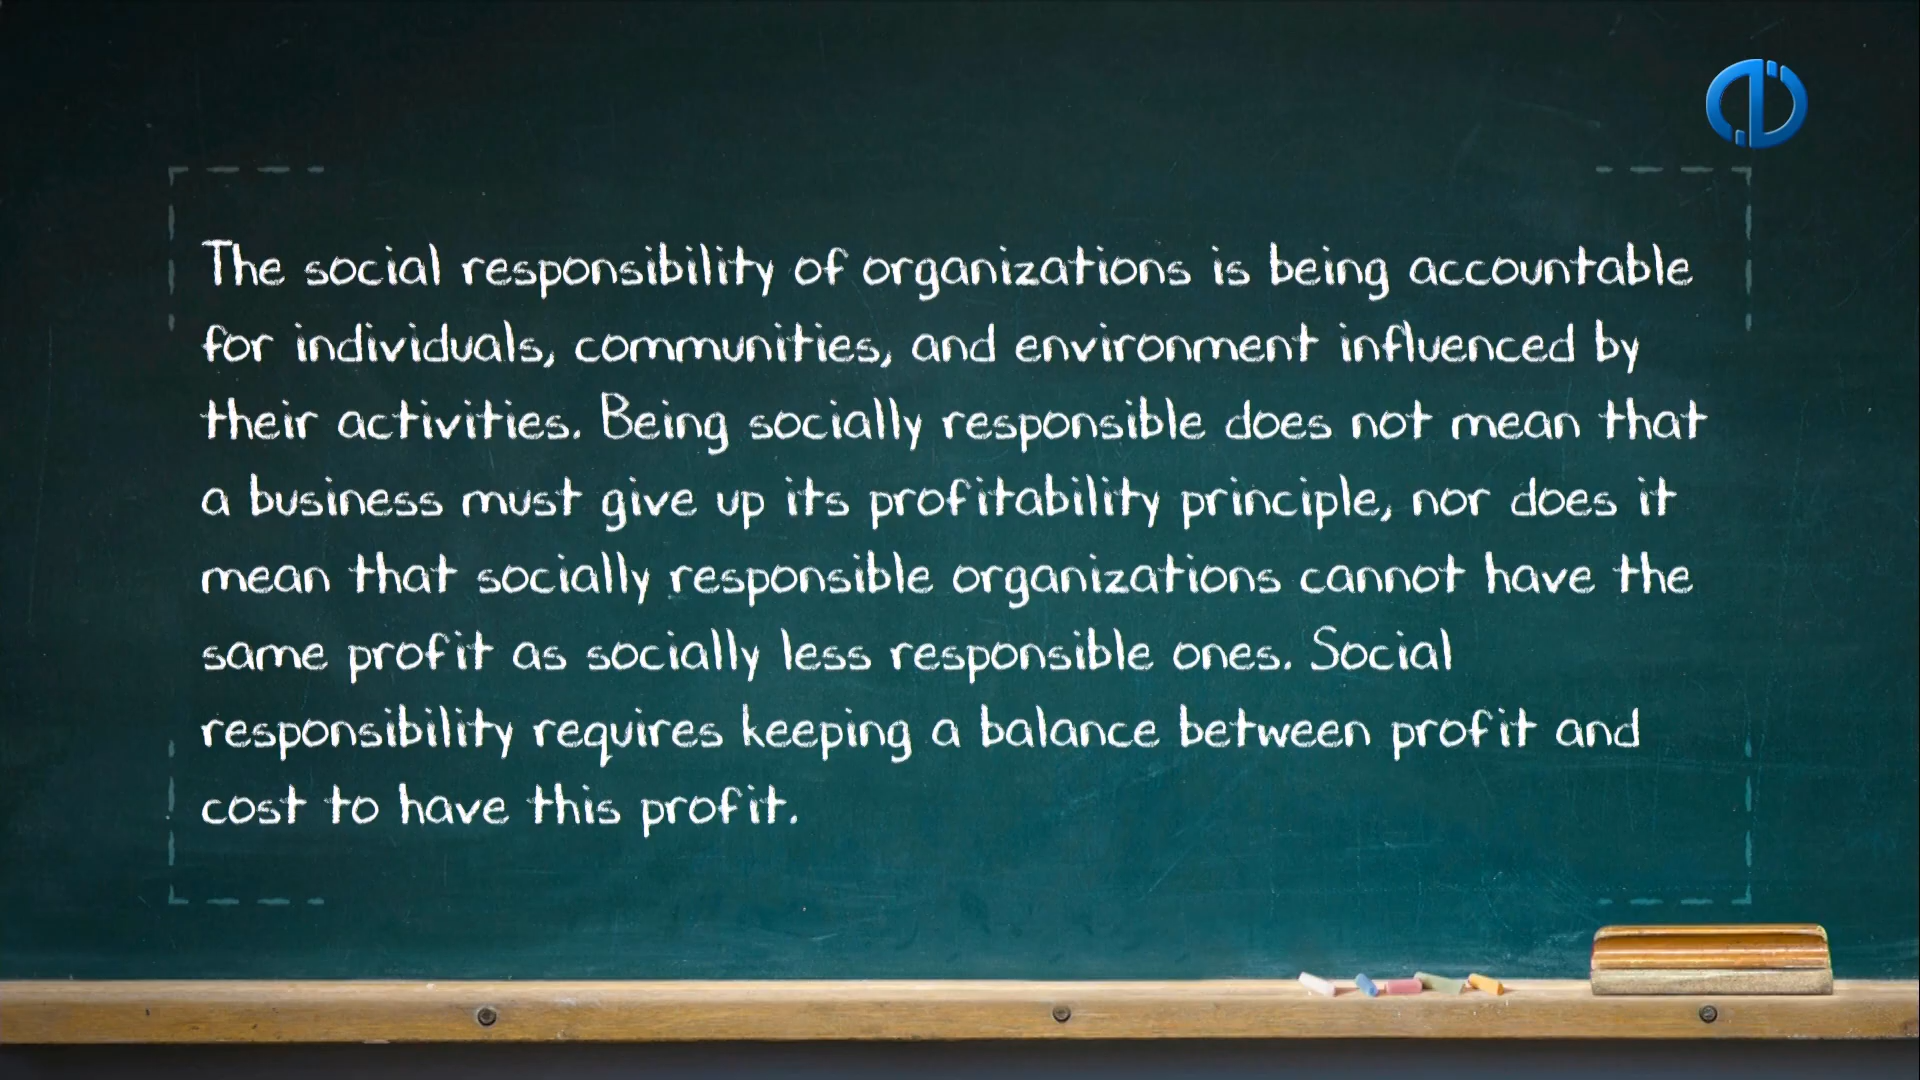 The social responsibility of organizations is being accountable
for individuals, communities, and environment influenced by
their activities. Being socially responsible does not mean that
a business must give up its profitability principle, nor does it
mean that socially responsible organizations cannot have the
same profit as socially less responsible ones. Social
responsibility requires keeping a balance between profit and
cost to have this profit.